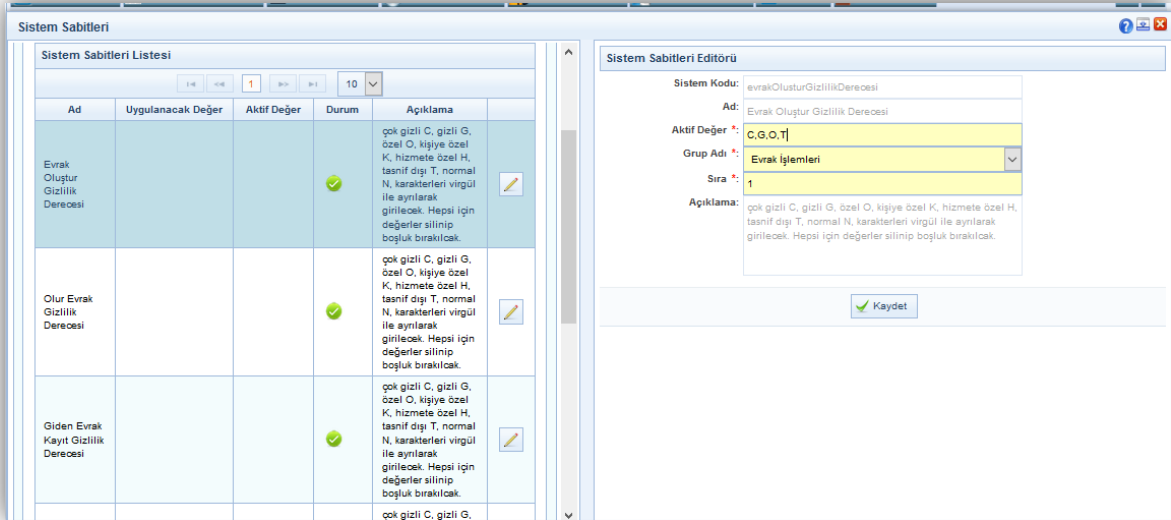 Sistem Sabitleri
Sistem Sabitleri Listesi
1
10
Ad
Uygulanacak Değer
Aktif Değer
Durum
Açıklama
Evrak
Oluştur
Gizlilik
Derecesi
çok gizli C, gizli G,
özel O, kişiye özel
K, hizmete özel H,
tasnif dışı T, normal
N, karakterleri virgül
ile ayrılarak
girilecek. Hepsi için
değerler silinip
boşluk bırakılcak.
Olur Evrak
Gizlilik
Derecesi
çok gizli C, gizli G,
özel O, kişiye özel
K, hizmete özel H,
tasnif dışı T, normal
N, karakterleri virgül
ile ayrılarak
girilecek. Hepsi için
değerler silinip
boşluk bırakılcak.
Giden Evrak
Kayıt Gizlilik
Derecesi
çok gizli C, gizli G,
özel O, kişiye özel
K, hizmete özel H,
tasnif dışı T, normal
N, karakterleri virgül
ile ayrılarak
girilecek. Hepsi için
değerler silinip
boşluk bırakılcak.
çok gizli C, gizli G,
Sistem Sabitleri Editörü
Sistem Kodu: evrakOlusturGizlilikDerecesi
Ad: Evrak Oluştur Gizlilik Derecesi
Aktif Değer *: C,G,O,T
Grup Adı *: Evrak İşlemleri
Sıra *: 1
Açıklama: çok gizli C, gizli G, özel O, kişiye özel K, hizmete özel H,
tasnif dışı T, normal N, karakterleri virgül ile ayrılarak
girilecek. Hepsi için değerler silinip boşluk bırakılcak.
Kaydet